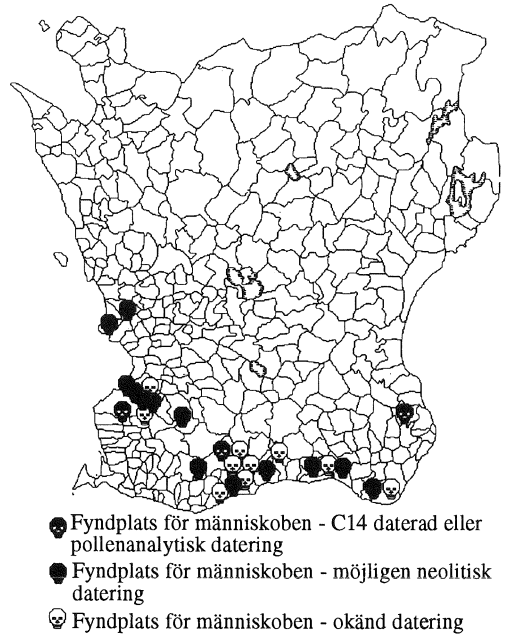 Fyndplats för människoben - C14 daterad eller
pollenanalytisk datering
Fyndplats för människoben - möjligen neolitisk
datering
Fyndplats för människoben - okänd datering